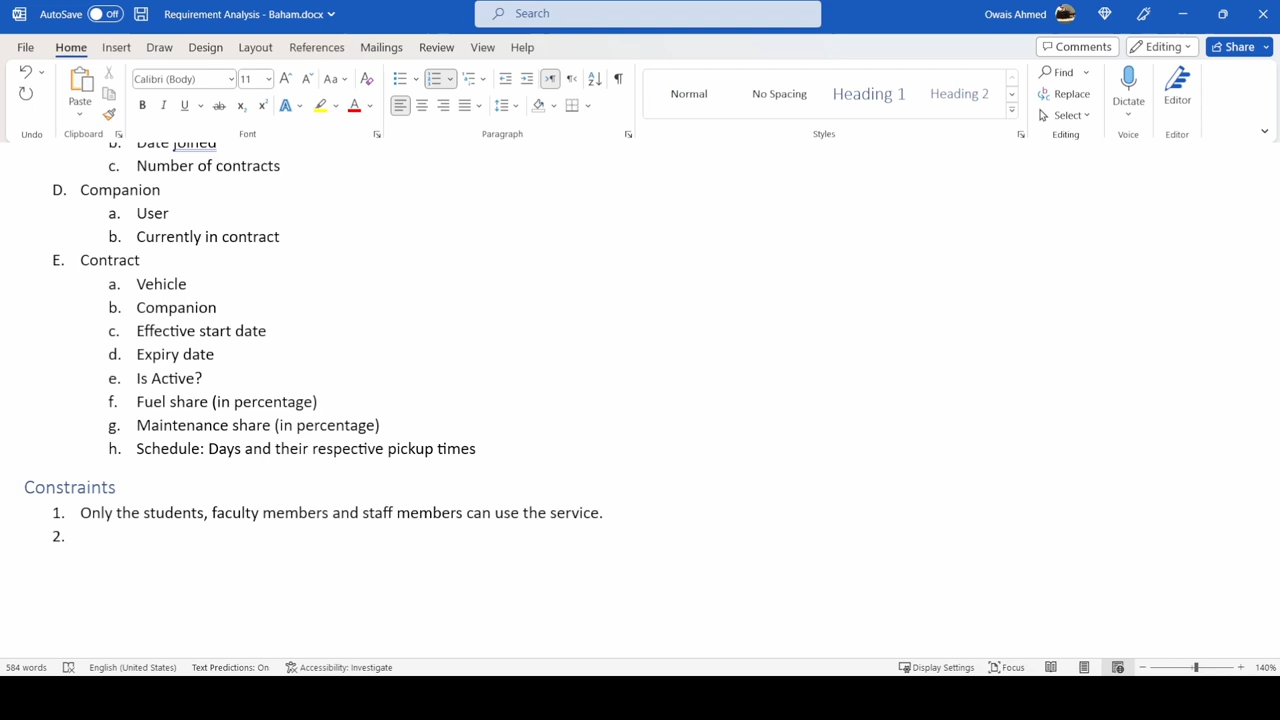 AutoSave Off Requirement Analysis - Baham.docx Search Owais Ahmed
File Home Insert Draw Design Layout References Mailings Review View Help Comments Editing Share
Paste Calibri (Body) 11 Aa Normal No Spacing Heading 1 Heading 2 Find Replace Select Dictate Editor
Undo Clipboard Font Paragraph Styles Editing Voice Editor
b. Date joined
c. Number of contracts
D. Companion
a. User
b. Currently in contract
E. Contract
a. Vehicle
b. Companion
c. Effective start date
d. Expiry date
e. Is Active?
f. Fuel share (in percentage)
g. Maintenance share (in percentage)
h. Schedule: Days and their respective pickup times
Constraints
1. Only the students, faculty members and staff members can use the service.
2.
584 words English (United States) Text Predictions: On Accessibility: Investigate Display Settings Focus 140%